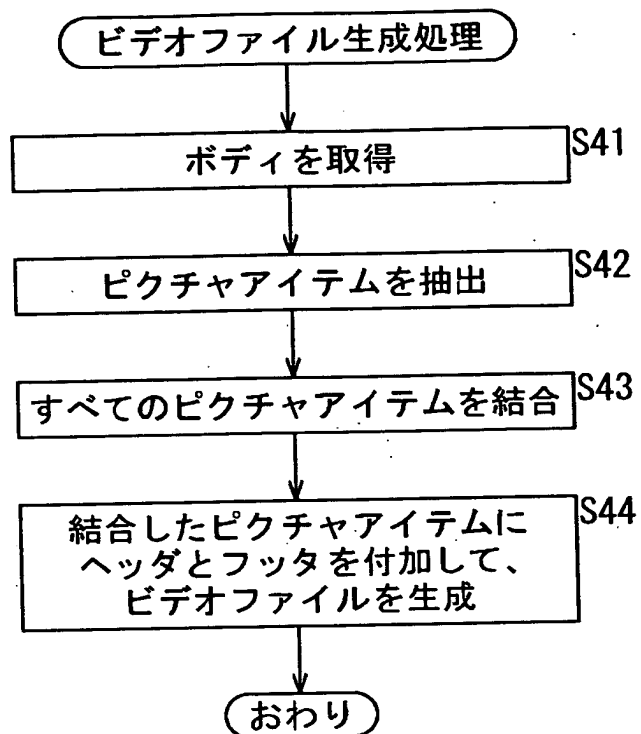 ビデオファイル生成処理
ボディを取得
S41
ピクチャアイテムを抽出
S42
すべてのピクチャアイテムを結合
S43
結合したピクチャアイテムに
ヘッダとフッタを付加して、
ビデオファイルを生成
S44
おわり